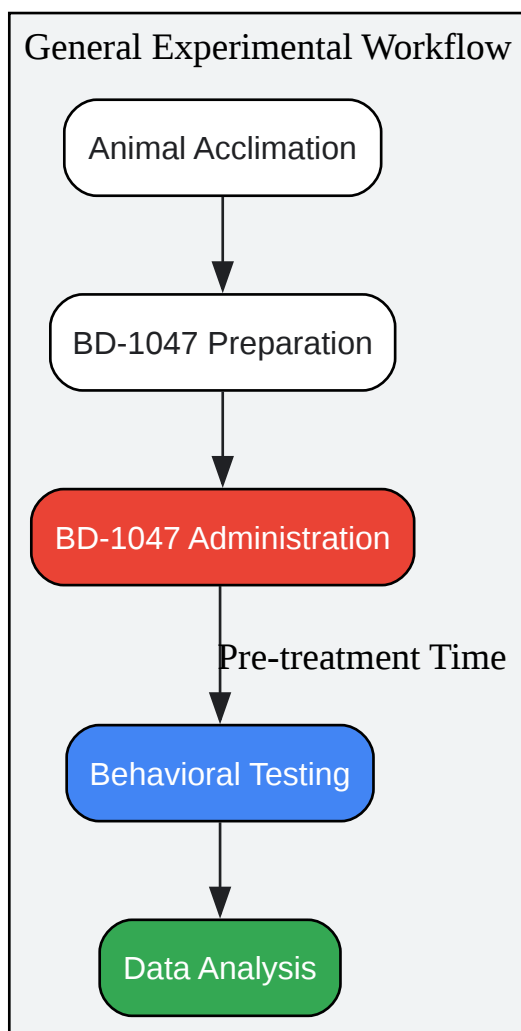 General Experimental Workflow
Animal Acclimation
BD-1047 Preparation
BD-1047 Administration
Pre-treatment Time
Behavioral Testing
Data Analysis